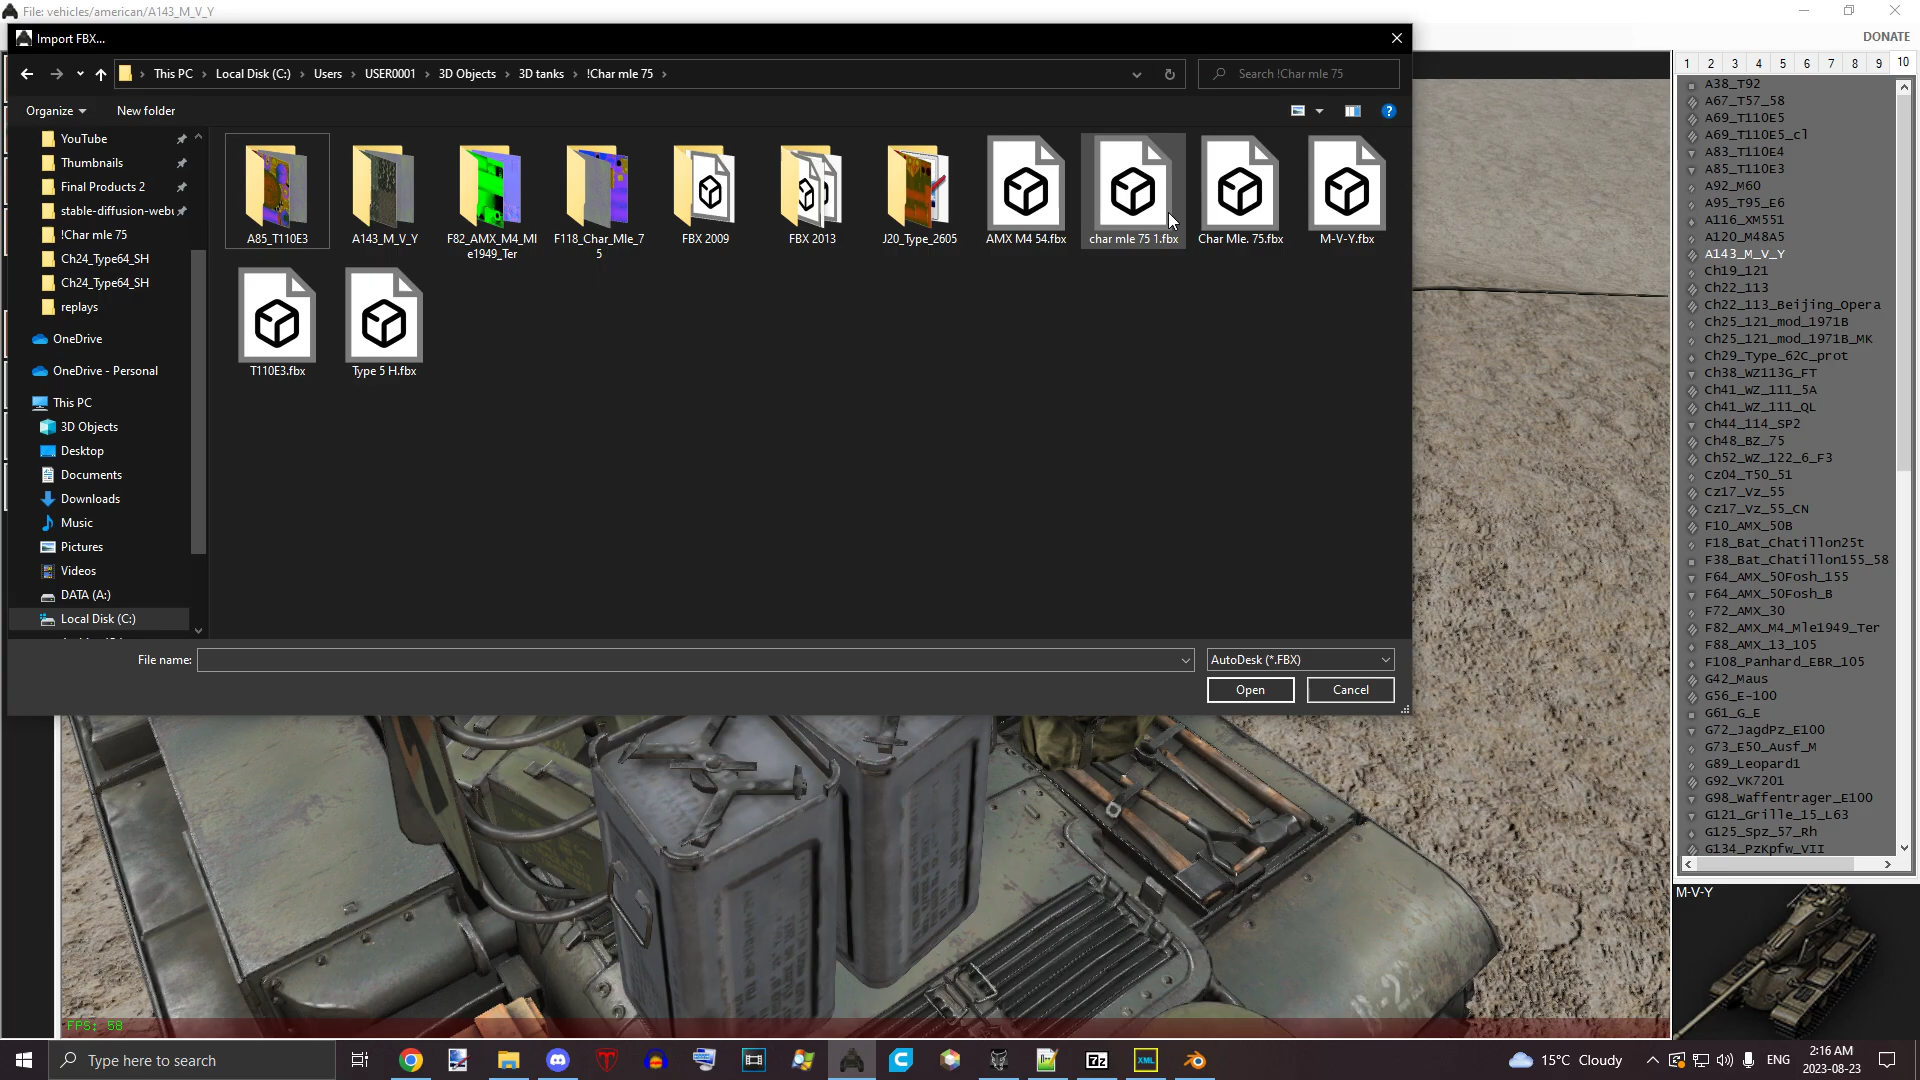 File: vehicles/american/A143_M_V_Y
Import FBX...
DONATE
This PC
Local Disk (C:)
Users
USER0001
3D Objects
3D tanks
!Char mle 75
Search !Char mle 75
1 2 3 4 5 6 7 8 9 10
Organize
New folder
YouTube
Thumbnails
Final Products 2
stable-diffusion-webu
!Char mle 75
Ch24_Type64_SH
Ch24_Type64_SH
replays
OneDrive
OneDrive - Personal
This PC
3D Objects
Desktop
Documents
Downloads
Music
Pictures
Videos
DATA (A:)
Local Disk (C:)
A85_T110E3
A143_M_V_Y
F82_AMX_M4_Ml
e1949_Ter
F118_Char_Mle_7
5
FBX 2009
FBX 2013
J20_Type_2605
AMX M4 54.fbx
char mle 75 1.fbx
Char Mle. 75.fbx
M-V-Y.fbx
T110E3.fbx
Type 5 H.fbx
File name:
AutoDesk (*.FBX)
Open
Cancel
A38_T92
A67_T57_58
A69_T110E5
A69_T110E5_cl
A83_T110E4
A85_T110E3
A92_M60
A95_T95_E6
A116_XM551
A120_M48A5
A143_M_V_Y
Ch19_121
Ch22_113
Ch22_113_Beijing_Opera
Ch25_121_mod_1971B
Ch25_121_mod_1971B_MK
Ch29_Type_62C_prot
Ch38_WZ113G_FT
Ch41_WZ_111_5A
Ch41_WZ_111_QL
Ch44_114_SP2
Ch48_BZ_75
Ch52_WZ_122_6_F3
Cz04_T50_51
Cz17_Vz_55
Cz17_Vz_55_CN
F10_AMX_50B
F18_Bat_Chatillon25t
F38_Bat_Chatillon155_58
F64_AMX_50Fosh_155
F64_AMX_50Fosh_B
F72_AMX_30
F82_AMX_M4_Mle1949_Ter
F88_AMX_13_105
F108_Panhard_EBR_105
G42_Maus
G56_E-100
G61_G_E
G72_JagdPz_E100
G73_E50_Ausf_M
G89_Leopard1
G92_VK7201
G98_Waffentrager_E100
G121_Grille_15_L63
G125_Spz_57_Rh
G134_PzKpfw_VII
M-V-Y
FPS: 58
Type here to search
7z
XML
15°C Cloudy
ENG
2:16 AM
2023-08-23